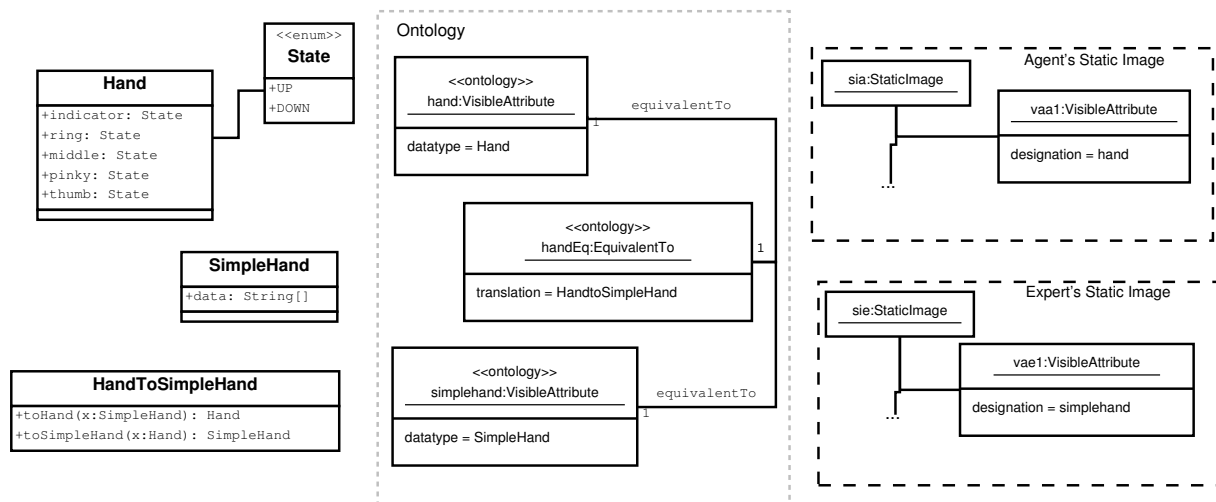 <<enum>>
State
+UP
+DOWN
Hand
+indicator: State
+ring: State
+middle: State
+pinky: State
+thumb: State
SimpleHand
+data: String[]
HandToSimpleHand
+toHand(x:SimpleHand): Hand
+toSimpleHand(x:Hand): SimpleHand
Ontology
<<ontology>>
hand:VisibleAttribute
datatype = Hand
equivalentTo
1
<<ontology>>
handEq:EquivalentTo
translation = HandtoSimpleHand
1
<<ontology>>
simplehand:VisibleAttribute
datatype = SimpleHand
equivalentTo
1
Agent's Static Image
sia:StaticImage
vaa1:VisibleAttribute
designation = hand
...
Expert's Static Image
sie:StaticImage
vae1:VisibleAttribute
designation = simplehand
...